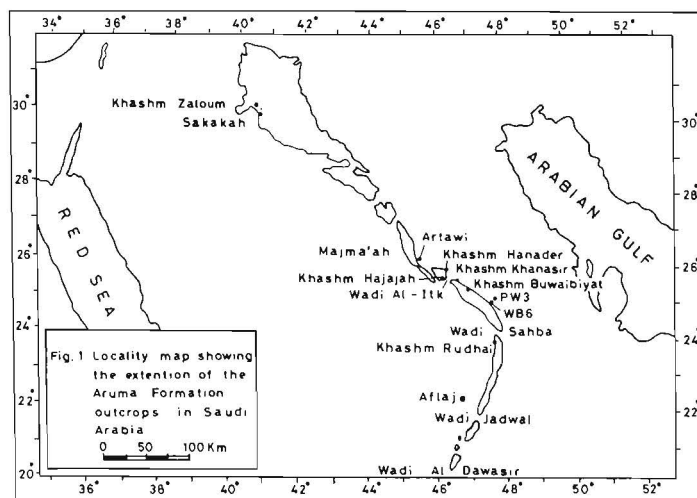 34° 36° 38° 40° 42° 44° 46° 48° 50° 52°
30°
28°
26°
24°
22°
20°
30°
28°
26°
24°
22°
20°
Khashm Zaloum
Sakakah
RED SEA
ARABIAN GULF
Artawi
Majma'ah
Khashm Hanader
Khashm Khanasir
Khashm Hajajah
Khashm Buwaibiyat
Wadi Al-Itk
PW3
W86
Wadi Sahba
Khashm Rudhai
Aflaj
Wadi Jadwal
Wadi Al Dawasir
Fig. 1 Locality map showing
the extention of the
Aruma Formation
outcrops in Saudi
Arabia
0 25 50 75 100 Km
36° 38° 40° 42° 44° 46° 48° 50° 52°